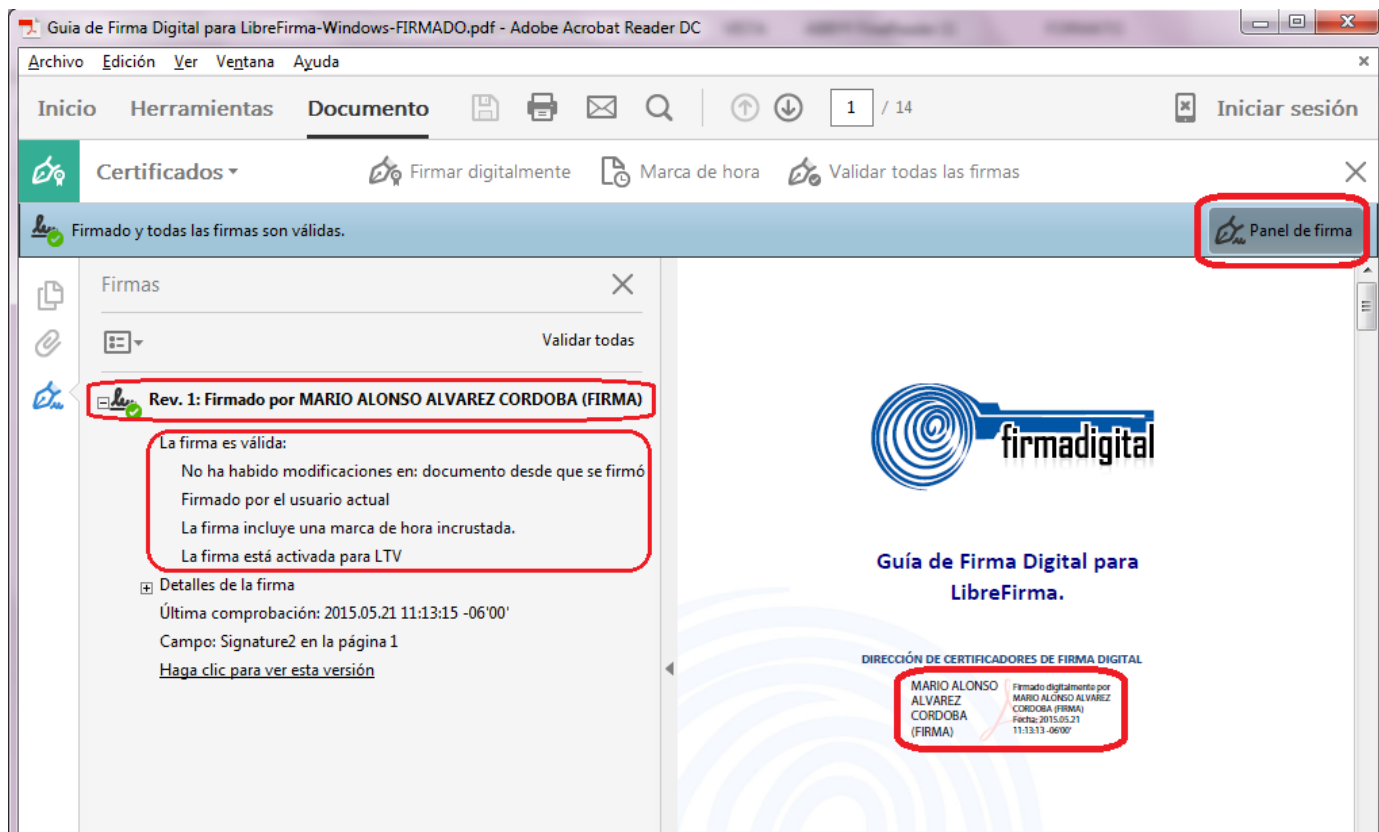 Guia de Firma Digital para LibreFirma-Windows-FIRMADO.pdf - Adobe Acrobat Reader DC
Archivo Edición Ver Ventana Ayuda
Inicio Herramientas Documento 1 / 14 Iniciar sesión
Certificados Firmar digitalmente Marca de hora Validar todas las firmas
Firmado y todas las firmas son válidas. Panel de firma
Firmas
Validar todas
Rev. 1: Firmado por MARIO ALONSO ALVAREZ CORDOBA (FIRMA)
La firma es válida:
No ha habido modificaciones en: documento desde que se firmó
Firmado por el usuario actual
La firma incluye una marca de hora incrustada.
La firma está activada para LTV
Detalles de la firma
Última comprobación: 2015.05.21 11:13:15 -06'00'
Campo: Signature2 en la página 1
Haga clic para ver esta versión
firmadigital
Guía de Firma Digital para
LibreFirma.
DIRECCIÓN DE CERTIFICADORES DE FIRMA DIGITAL
MARIO ALONSO
ALVAREZ
CORDOBA
(FIRMA)
Firmado digitalmente por
MARIO ALONSO ALVAREZ
CORDOBA (FIRMA)
Fecha: 2015.05.21
11:13:13 -06'00'